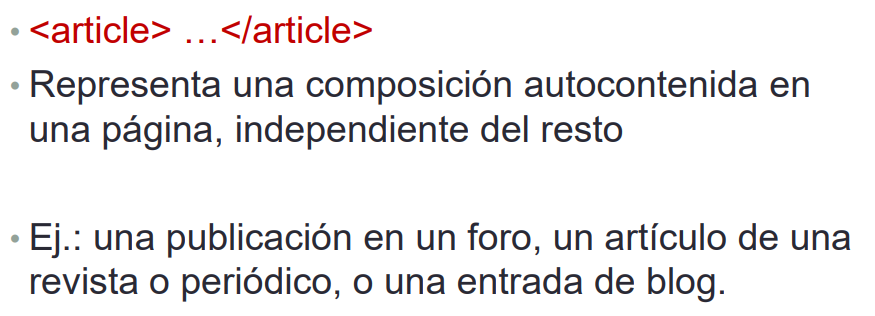 • <article> …</article>
• Representa una composición autocontenida en
una página, independiente del resto
• Ej.: una publicación en un foro, un artículo de una
revista o periódico, o una entrada de blog.